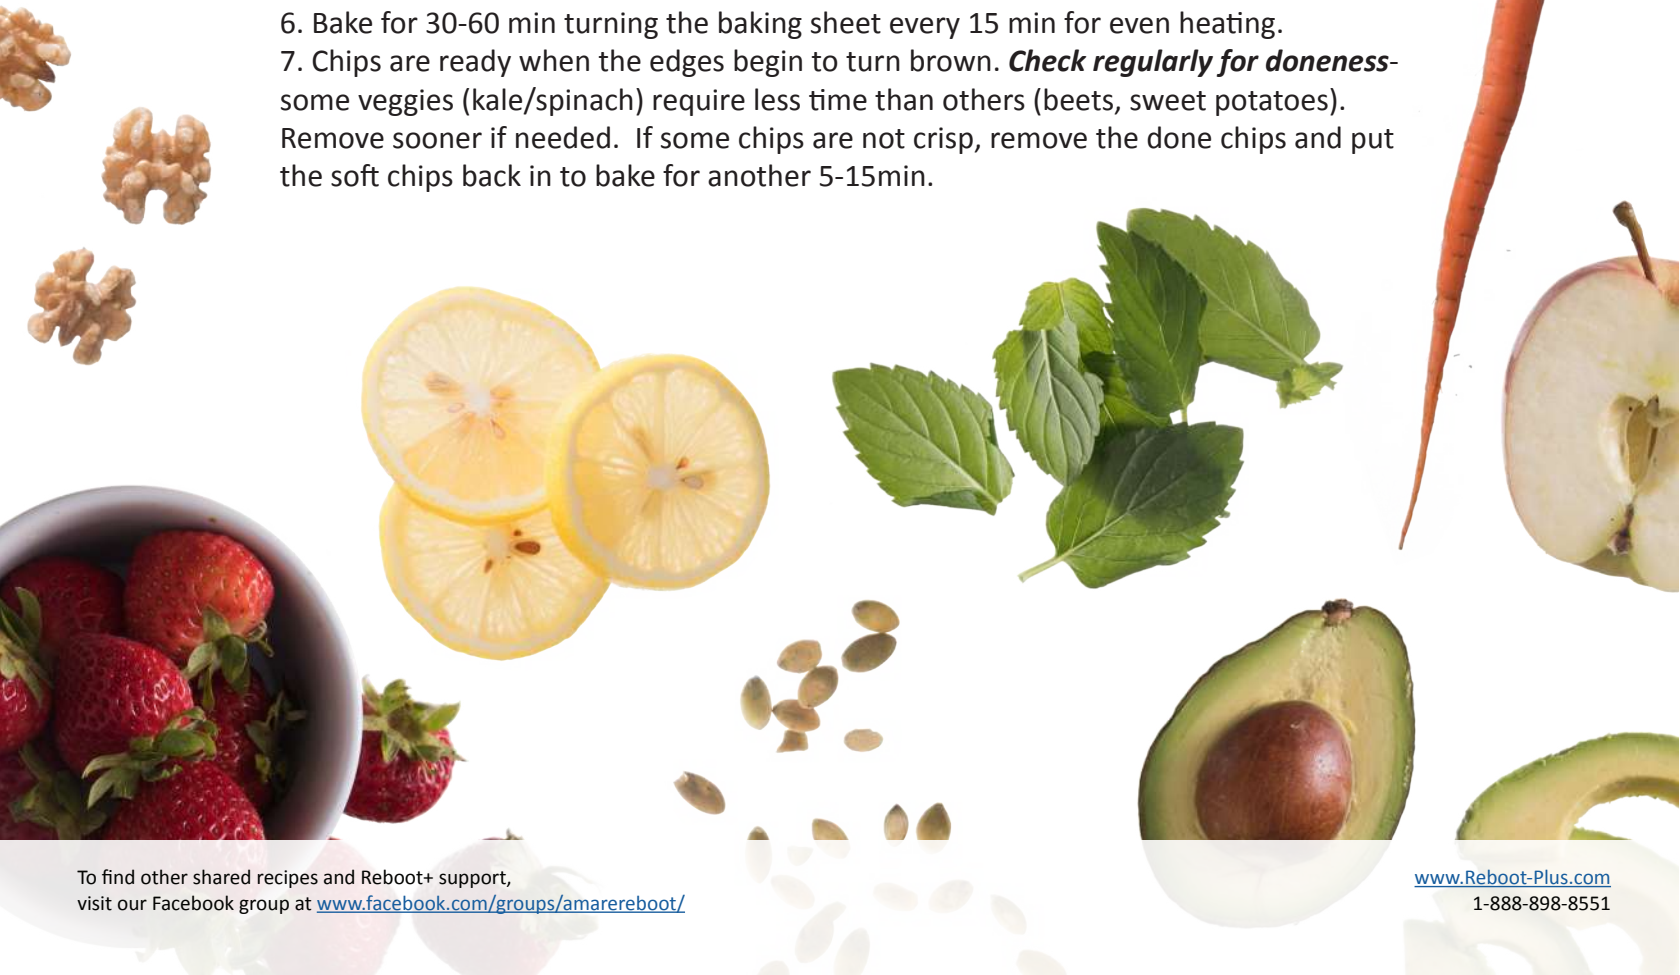 6. Bake for 30-60 min turning the baking sheet every 15 min for even heating.
7. Chips are ready when the edges begin to turn brown. Check regularly for doneness-
some veggies (kale/spinach) require less time than others (beets, sweet potatoes).
Remove sooner if needed.  If some chips are not crisp, remove the done chips and put
the soft chips back in to bake for another 5-15min.
To find other shared recipes and Reboot+ support,
visit our Facebook group at www.facebook.com/groups/amarereboot/
www.Reboot-Plus.com
1-888-898-8551